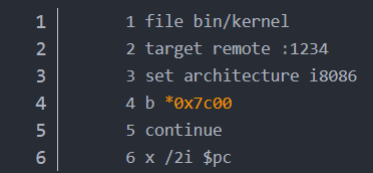 1 1 file bin/kernel
2 2 target remote :1234
3 3 set architecture i8086
4 4 b *0x7c00
5 5 continue
6 6 x /2i $pc